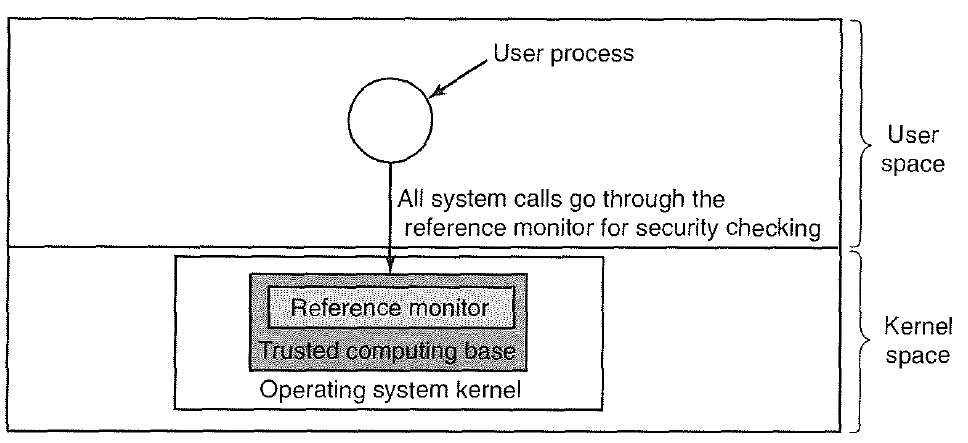 User process
User
space
All system calls go through the
reference monitor for security checking
Reference monitor
Trusted computing base
Operating system kernel
Kernel
space